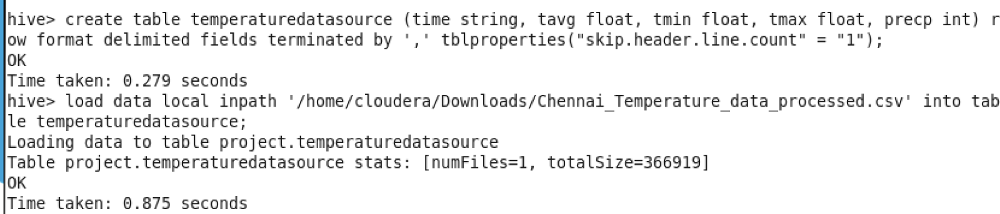 hive> create table temperaturedatasource (time string, tavg float, tmin float, tmax float, precp int) r
ow format delimited fields terminated by ',' tblproperties("skip.header.line.count" = "1");
OK
Time taken: 0.279 seconds
hive> load data local inpath '/home/cloudera/Downloads/Chennai_Temperature_data_processed.csv' into tab
le temperaturedatasource;
Loading data to table project.temperaturedatasource
Table project.temperaturedatasource stats: [numFiles=1, totalSize=366919]
OK
Time taken: 0.875 seconds